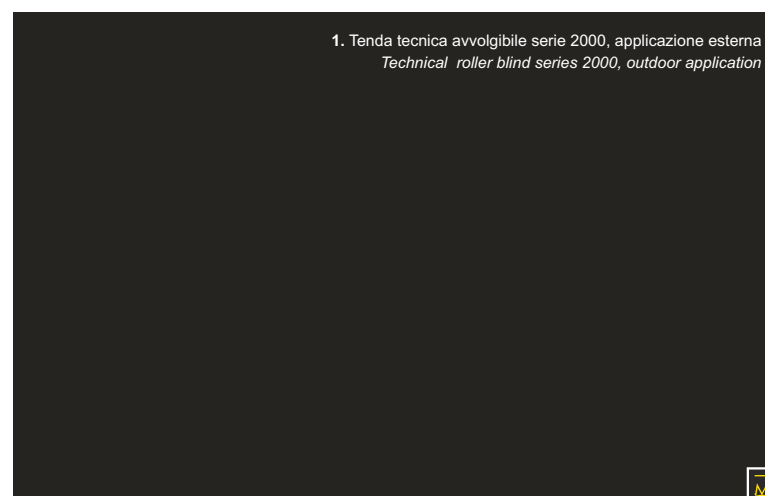 1. Tenda tecnica avvolgibile serie 2000, applicazione esterna
Technical roller blind series 2000, outdoor application